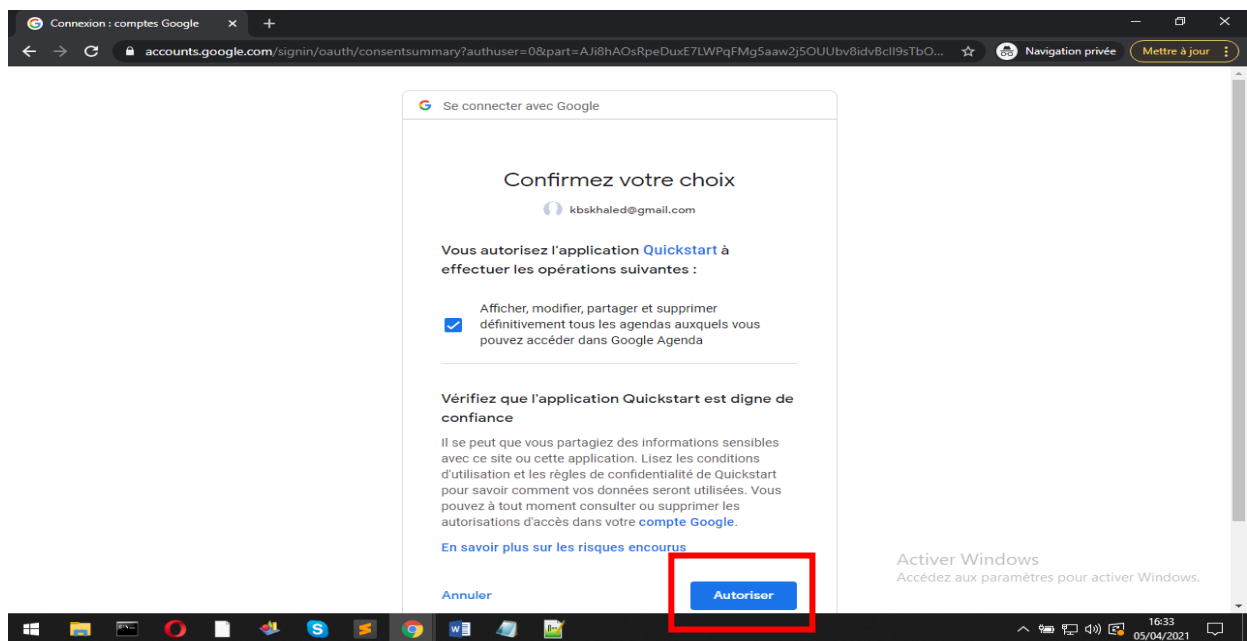 Connexion : comptes Google
accounts.google.com/signin/oauth/consentsummary?authuser=0&part=AJi8hAOsRpeDuxE7LWPqFMg5aaw2j5OUUbv8idvBcII9sTbO...
Navigation privée
Mettre à jour
Se connecter avec Google
Confirmez votre choix
kbskhaled@gmail.com
Vous autorisez l'application Quickstart à
effectuer les opérations suivantes :
Afficher, modifier, partager et supprimer
définitivement tous les agendas auxquels vous
pouvez accéder dans Google Agenda
Vérifiez que l'application Quickstart est digne de
confiance
Il se peut que vous partagiez des informations sensibles
avec ce site ou cette application. Lisez les conditions
d'utilisation et les règles de confidentialité de Quickstart
pour savoir comment vos données seront utilisées. Vous
pouvez à tout moment consulter ou supprimer les
autorisations d'accès dans votre compte Google.
En savoir plus sur les risques encourus
Annuler
Autoriser
Activer Windows
Accédez aux paramètres pour activer Windows.
16:33
05/04/2021